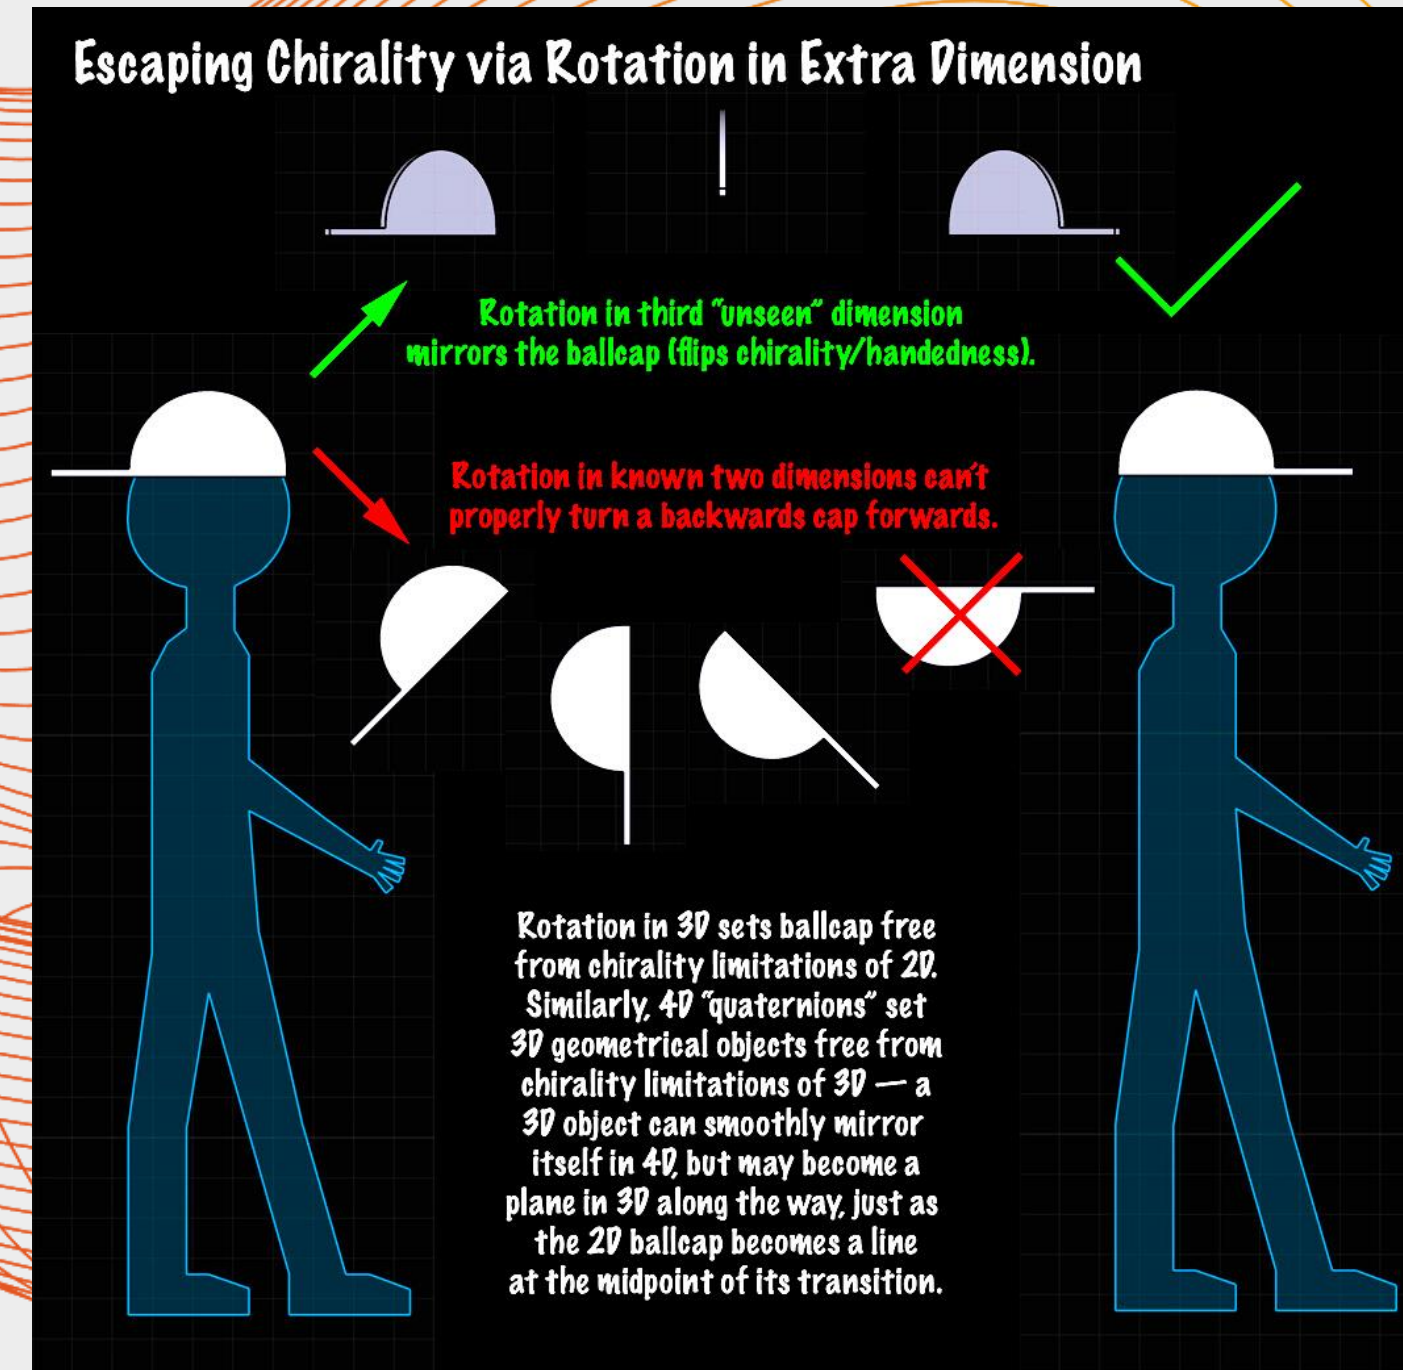 Escaping Chirality via Rotation in Extra Dimension
Rotation in third “unseen” dimension
mirrors the ballcap (flips chirality/handedness).
Rotation in known two dimensions can't
properly turn a backwards cap forwards.
Rotation in 3D sets ballcap free
from chirality limitations of 2D.
Similarly, 4D “quaternions” set
3D geometrical objects free from
chirality limitations of 3D — a
3D object can smoothly mirror
itself in 4D, but may become a
plane in 3D along the way, just as
the 2D ballcap becomes a line
at the midpoint of its transition.